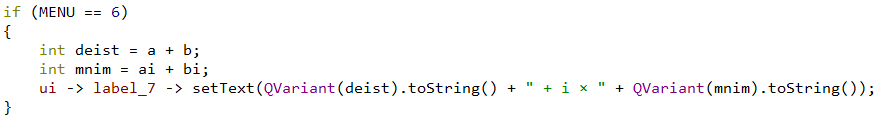 if (MENU == 6)
{
    int deist = a + b;
    int mnim = ai + bi;
    ui -> label_7 -> setText(QVariant(deist).toString() + " + i × " + QVariant(mnim).toString());
}